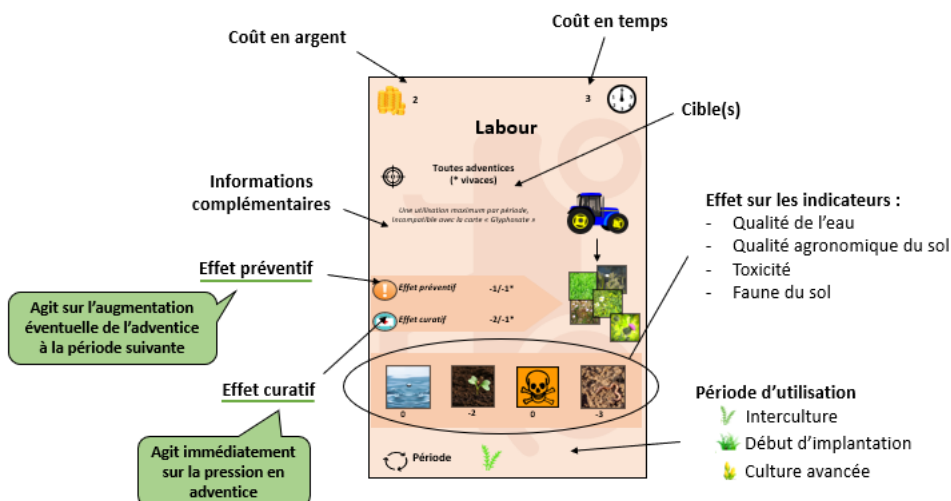 Coût en argent
Coût en temps
2
3
Labour
Cible(s)
Toutes adventices
(* vivaces)
Informations
complémentaires
Une utilisation maximum par période,
Incompatible avec la carte « Glyphosate »
Effet sur les indicateurs :
- Qualité de l'eau
- Qualité agronomique du sol
- Toxicité
- Faune du sol
Effet préventif
Effet préventif -1/-1*
Agit sur l'augmentation
éventuelle de l'adventice
à la période suivante
Effet curatif -2/-1*
Effet curatif
0 -2 0 -3
Agit immédiatement
sur la pression en
adventice
Période
Période d'utilisation
Interculture
Début d'implantation
Culture avancée